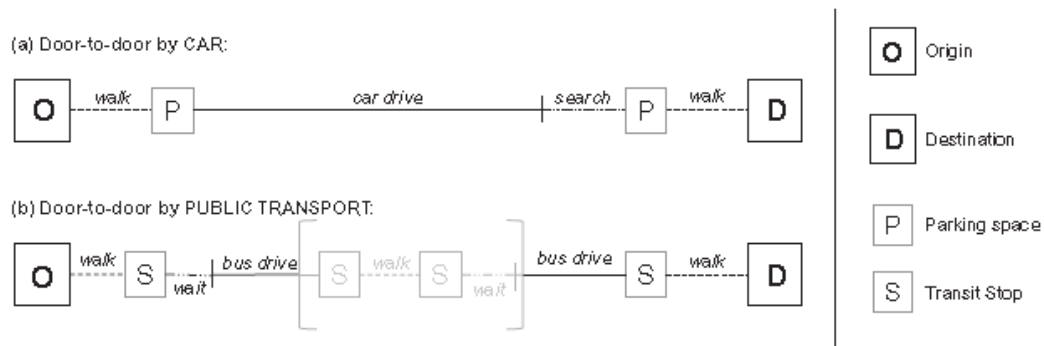 (a) Door-to-door by CAR:
O walk P car drive search P walk D
(b) Door-to-door by PUBLIC TRANSPORT:
O walk S wait bus drive S walk S wait bus drive S walk D
O Origin
D Destination
P Parking space
S Transit Stop